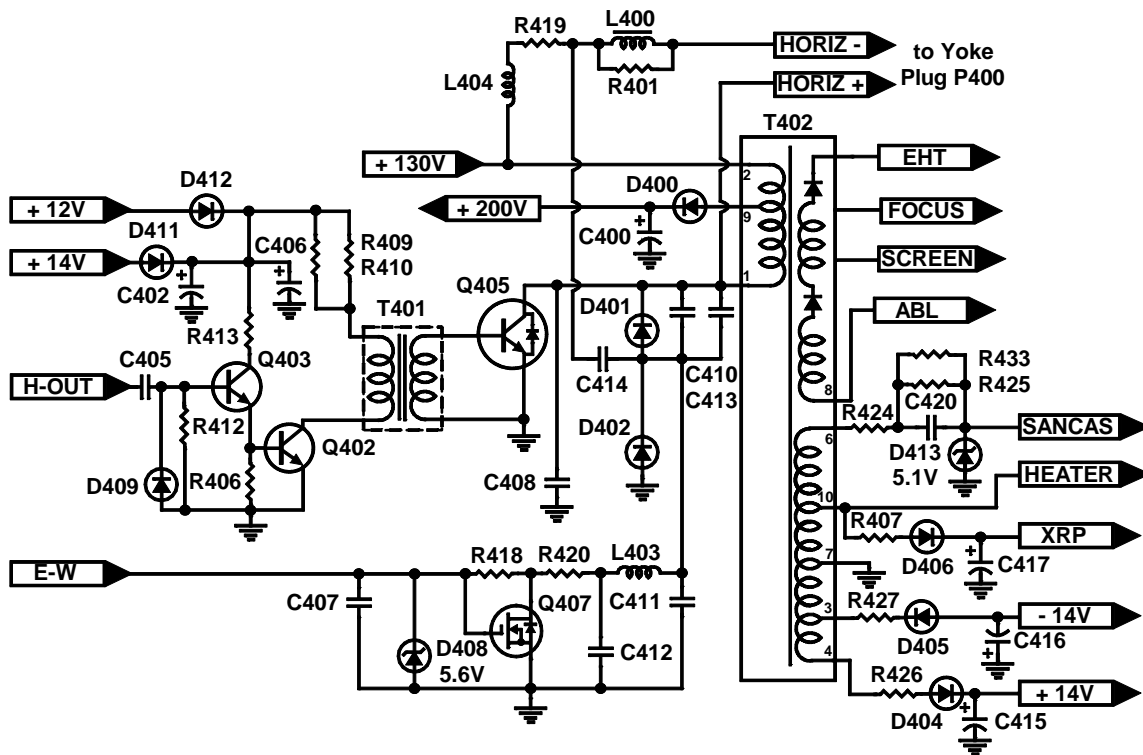 L400
R419
HORIZ -
to Yoke
Plug P400
R401
HORIZ +
L404
T402
+ 130V
EHT
2
D412
D400
+ 12V
+ 200V
9
FOCUS
D411
C406
R409
R410
+
C400
+ 14V
SCREEN
+
C402
+
Q405
1
T401
D401
ABL
R413
C405
Q403
R433
R425
H-OUT
C414
C410
C413
8
C420
R412
R424
Q402
D402
6
SANCAS
D413
5.1V
D409
R406
C408
HEATER
10
R407
XRP
R418
R420
L403
D406
+
C417
E-W
7
C407
Q407
C411
R427
- 14V
3
D408
5.6V
C412
D405
+
C416
4
R426
+ 14V
D404
+
C415